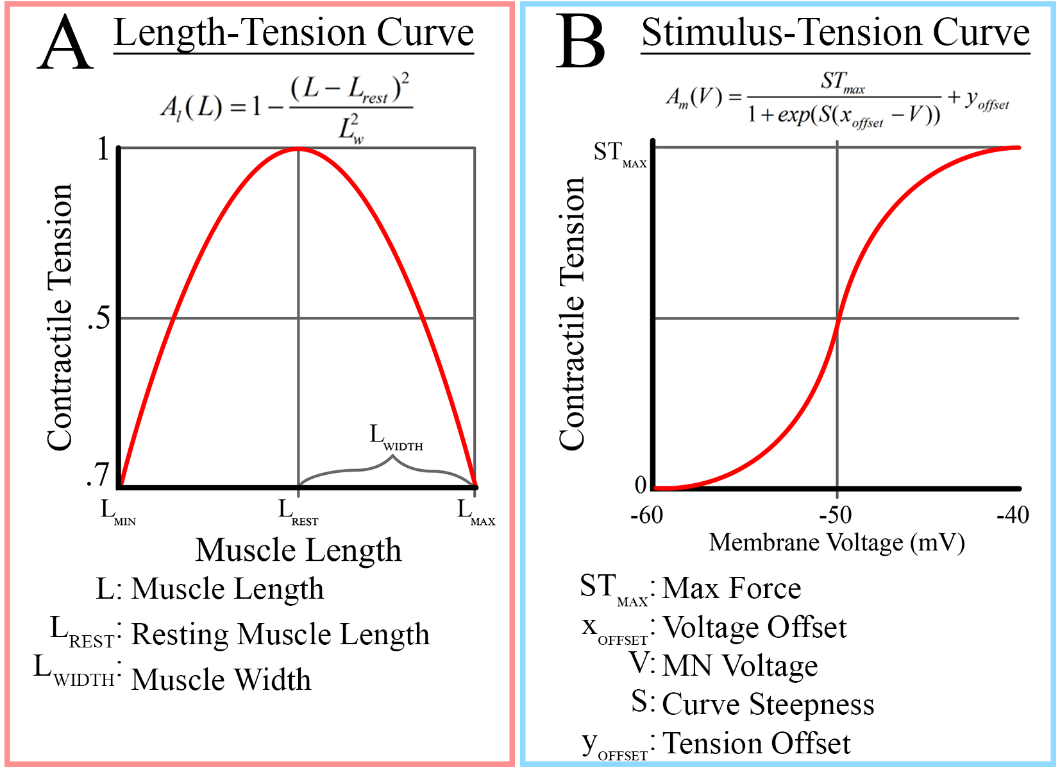 A Length-Tension Curve
A_l(L) = 1 - (L - L_rest)^2 / L_w^2
1
.5
.7
Contractile Tension
L_WIDTH
L_MIN L_REST L_MAX
Muscle Length
L: Muscle Length
L_REST: Resting Muscle Length
L_WIDTH: Muscle Width
B Stimulus-Tension Curve
A_m(V) = ST_max / 1 + exp(S(x_offset - V)) + y_offset
ST_MAX
0
Contractile Tension
-60 -50 -40
Membrane Voltage (mV)
ST_MAX: Max Force
x_OFFSET: Voltage Offset
V: MN Voltage
S: Curve Steepness
y_OFFSET: Tension Offset